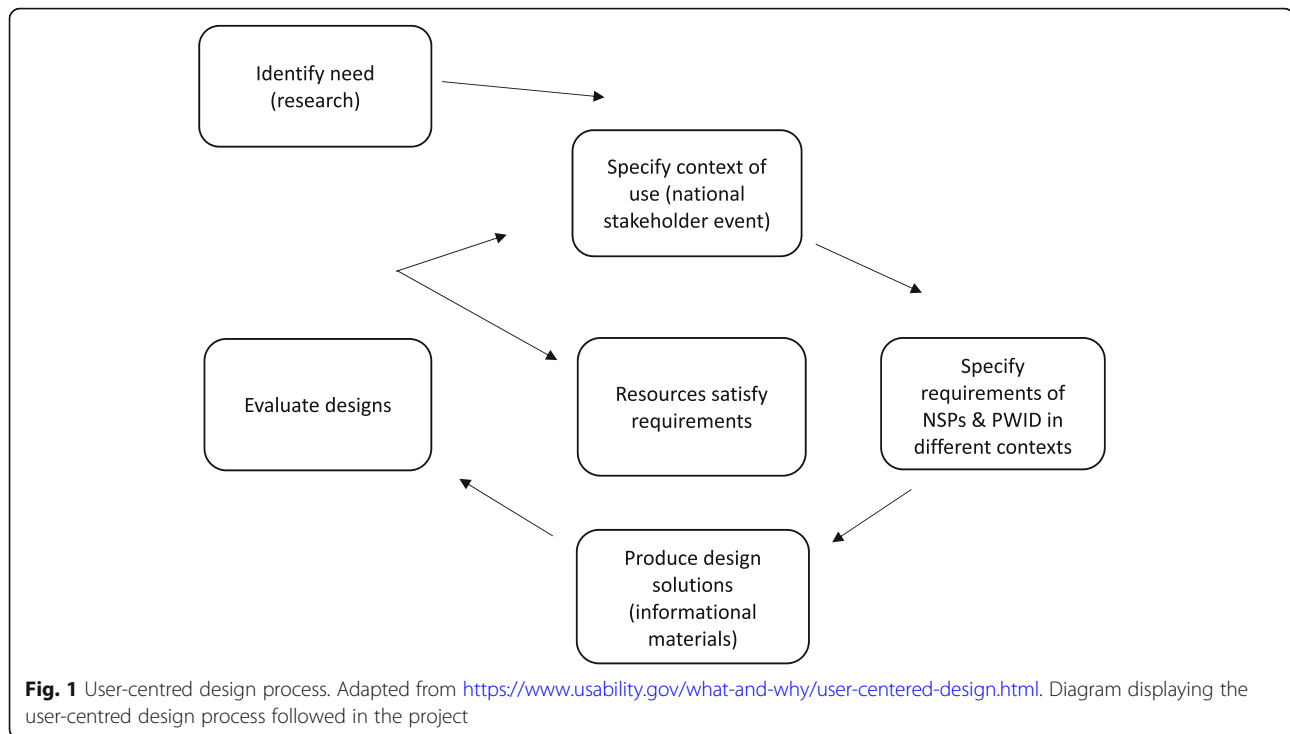 Identify need
(research)
Specify context of
use (national
stakeholder event)
Evaluate designs
Resources satisfy
requirements
Specify
requirements of
NSPs & PWID in
different contexts
Produce design
solutions
(informational
materials)
Fig. 1 User-centred design process. Adapted from https://www.usability.gov/what-and-why/user-centered-design.html. Diagram displaying the
user-centred design process followed in the project